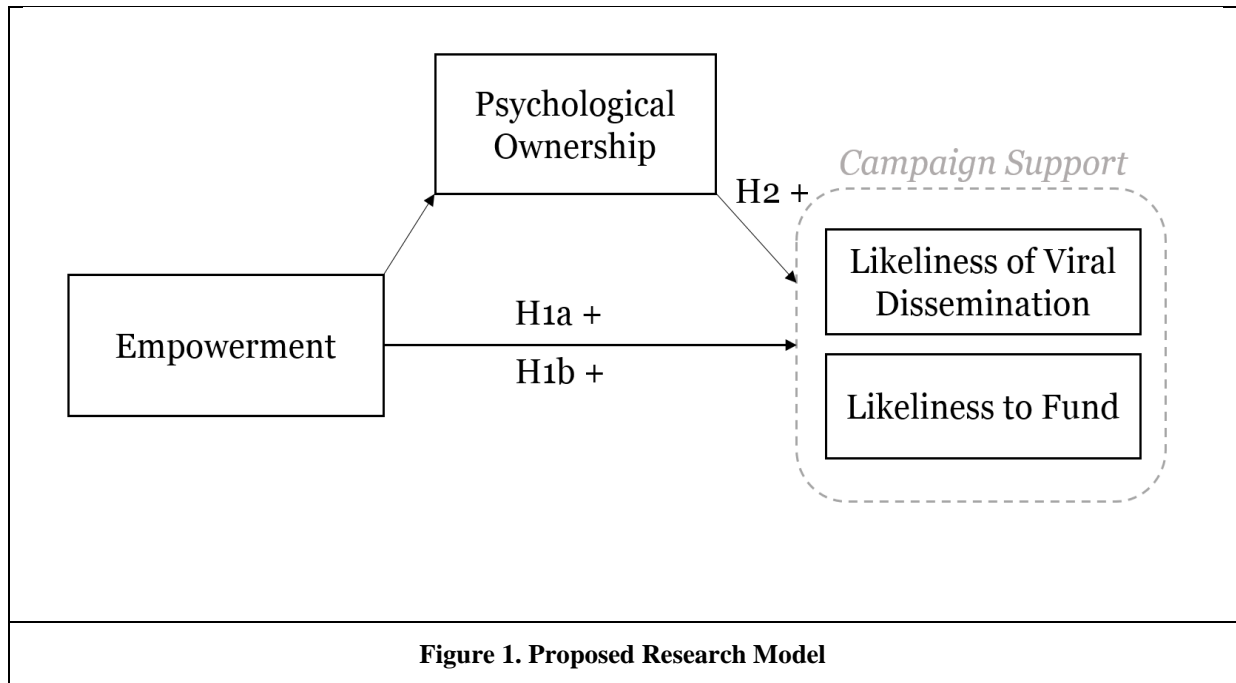 Psychological
Ownership
Campaign Support
H2 +
Likeliness of Viral
Dissemination
Empowerment
H1a +
H1b +
Likeliness to Fund
Figure 1. Proposed Research Model